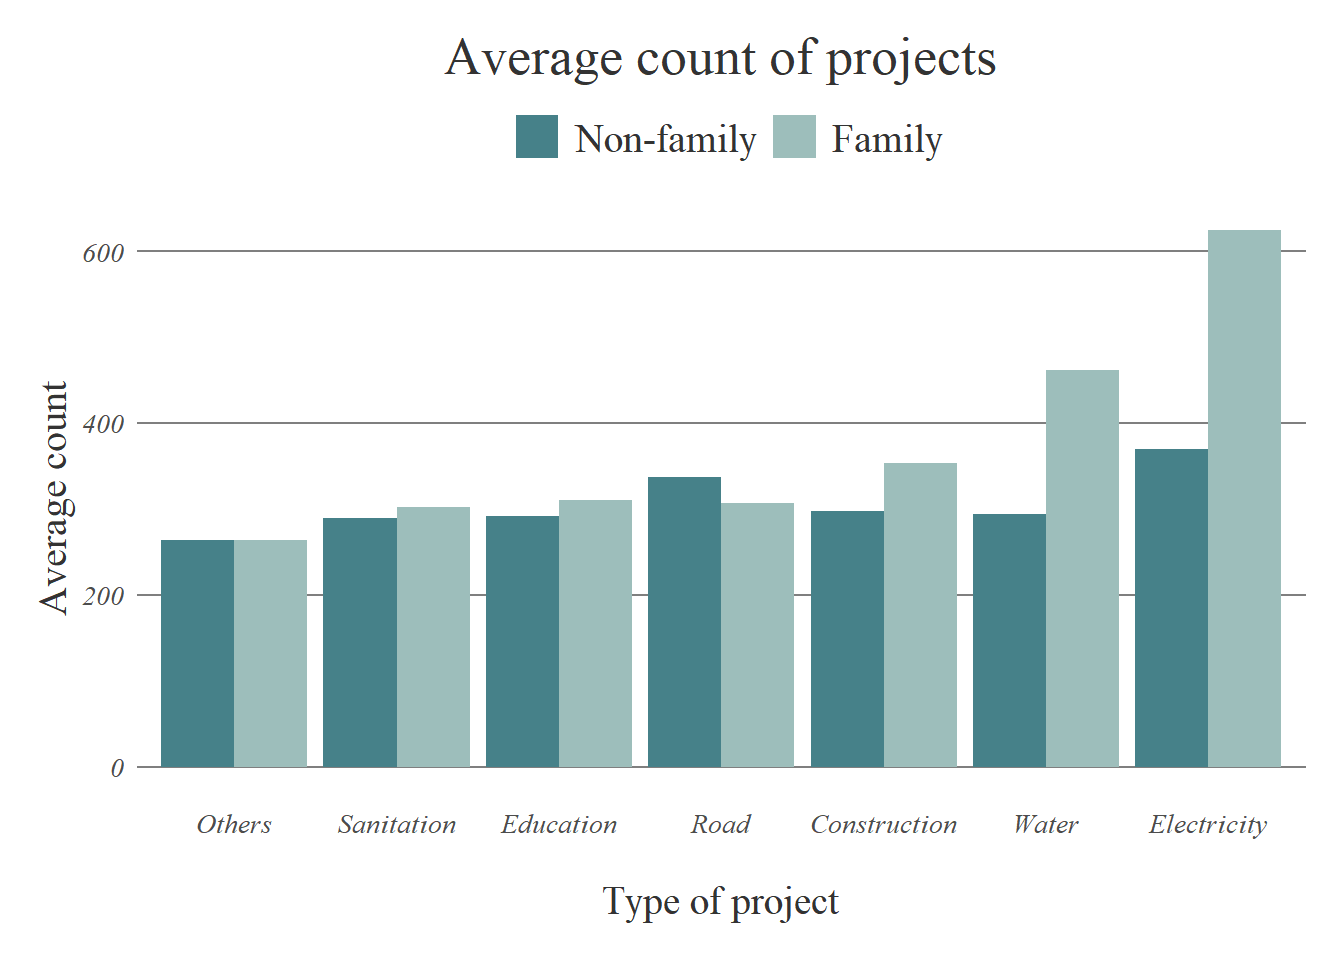 Average count of projects
Non-family Family
600
400
200
0
Average count
Others Sanitation Education Road Construction Water Electricity
Type of project